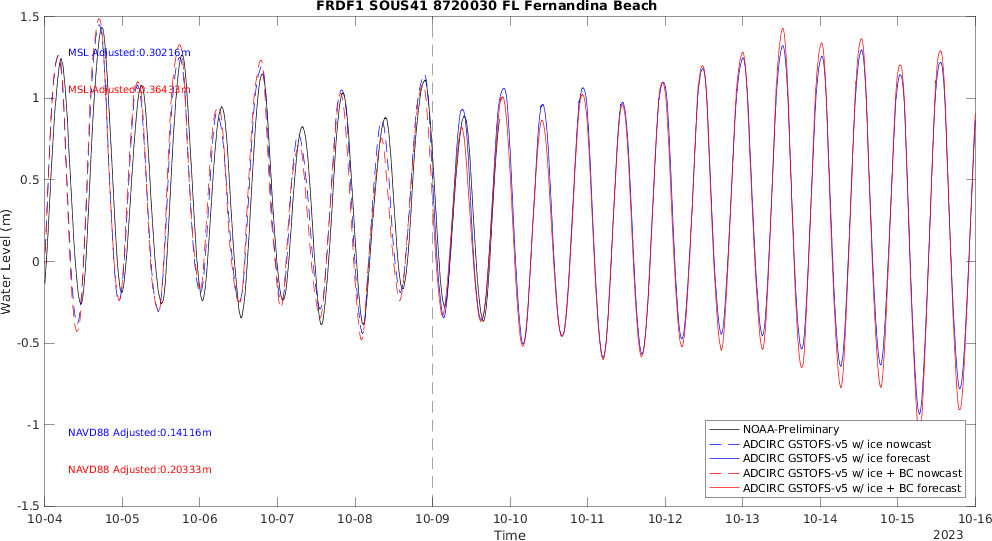 FRDF1 SOUS41 8720030 FL Fernandina Beach
1.5
1
0.5
0
-0.5
-1
-1.5
Water Level (m)
MSL Adjusted:0.30216m
MSL Adjusted:0.36433m
NAVD88 Adjusted:0.14116m
NAVD88 Adjusted:0.20333m
NOAA-Preliminary
ADCIRC GSTOFS-v5 w/ ice nowcast
ADCIRC GSTOFS-v5 w/ ice forecast
ADCIRC GSTOFS-v5 w/ ice + BC nowcast
ADCIRC GSTOFS-v5 w/ ice + BC forecast
10-04 10-05 10-06 10-07 10-08 10-09 10-10 10-11 10-12 10-13 10-14 10-15 10-16
Time
2023